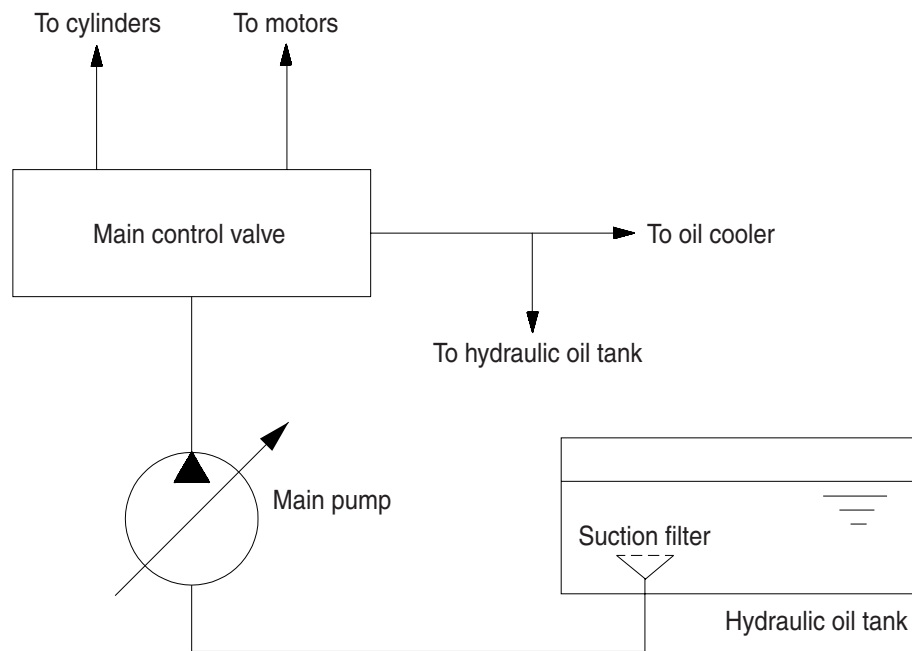 To cylinders
To motors
Main control valve
To oil cooler
To hydraulic oil tank
Main pump
Suction filter
Hydraulic oil tank